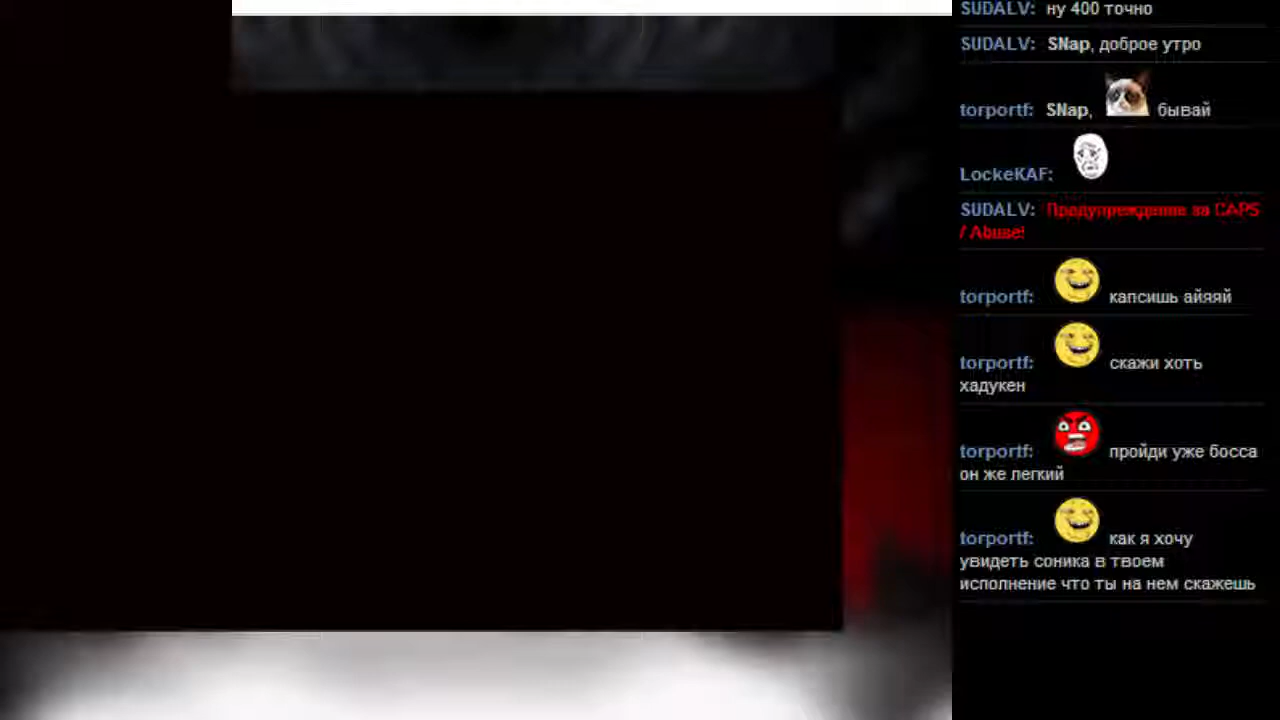 SUDALV: ну 400 точно
SUDALV: SNap, доброе утро
torportf: SNap, бывай
LockeKAF:
SUDALV: Предупреждение за CAPS
/ Abuse!
torportf: капсишь айяяй
torportf: скажи хоть
хадукен
torportf: пройди уже босса
он же легкий
torportf: как я хочу
увидеть соника в твоем
исполнение что ты на нем скажешь